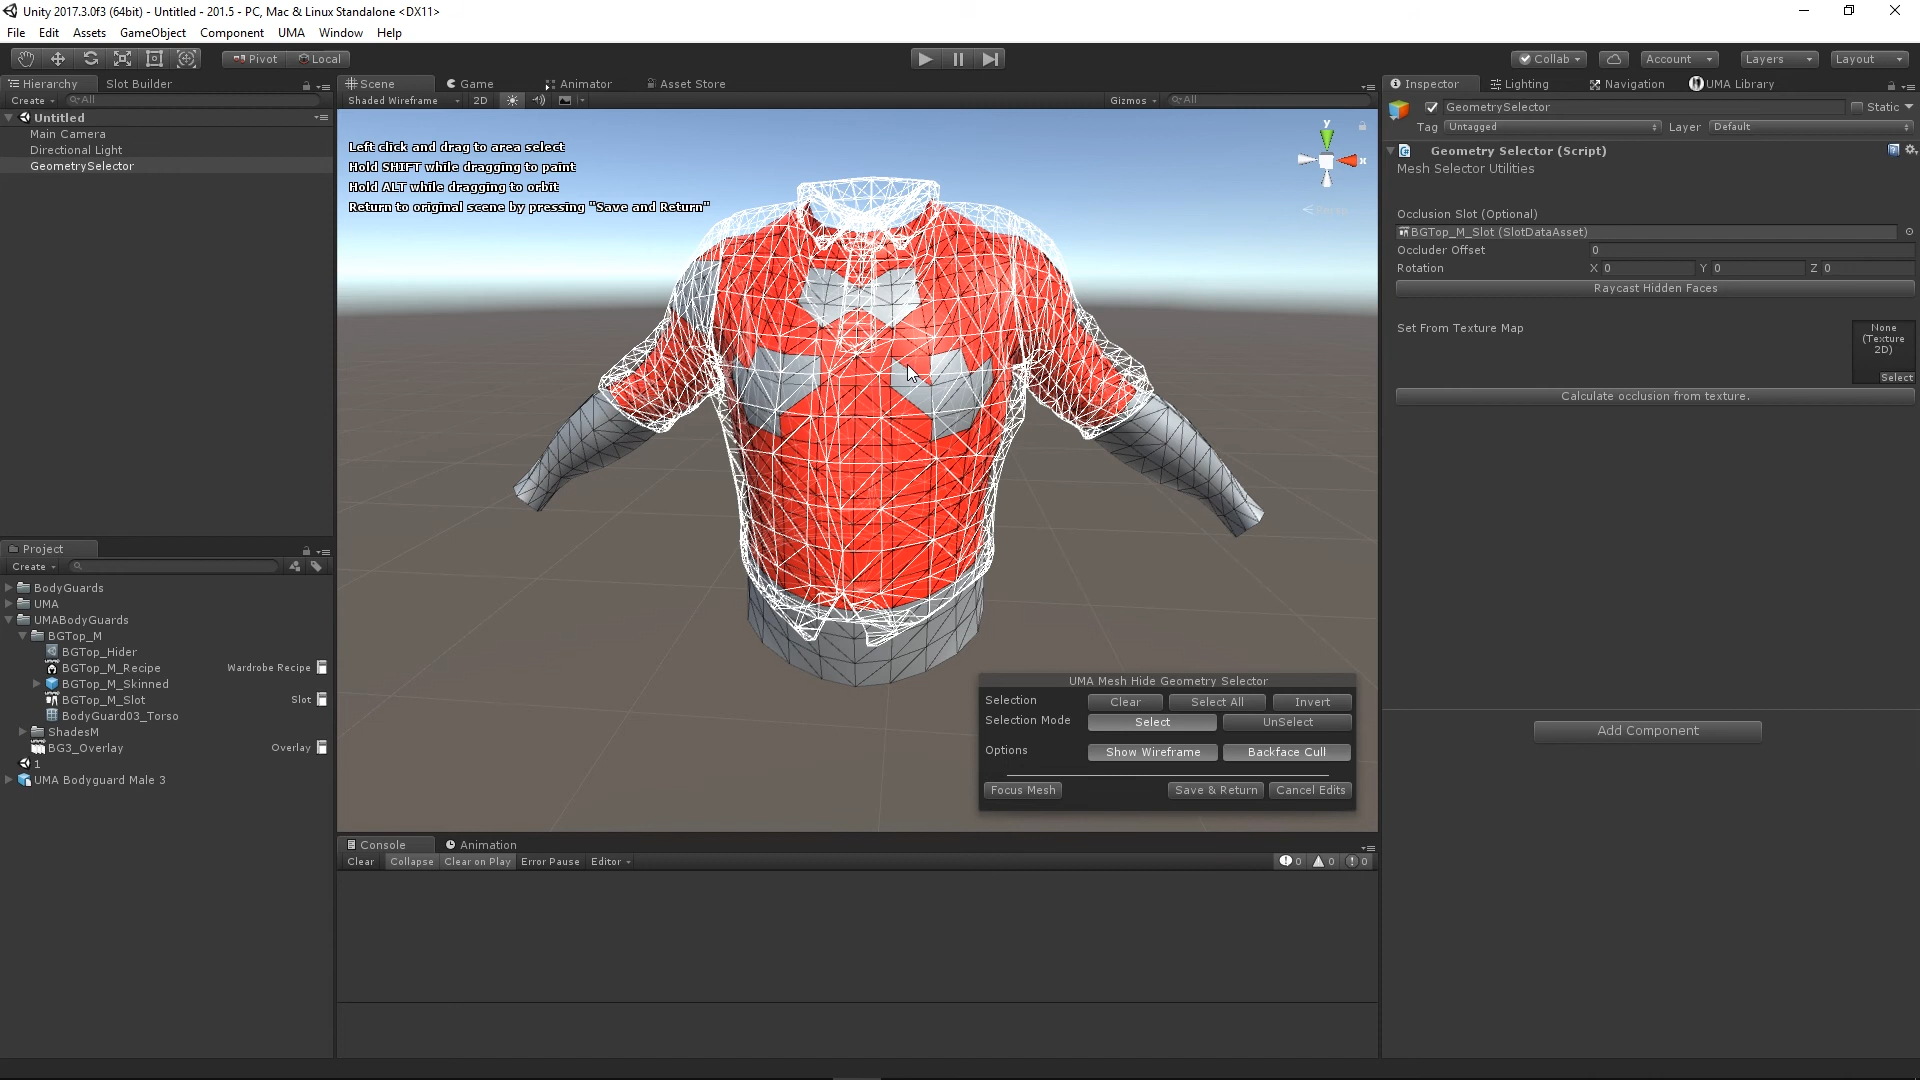 Unity 2017.3.0f3 (64bit) - Untitled - 201.5 - PC, Mac & Linux Standalone <DX11>
File Edit Assets GameObject Component UMA Window Help
Pivot Local Collab Account Layers Layout
Hierarchy Slot Builder
Create All
Untitled
Main Camera
Directional Light
GeometrySelector
Project
Create
BodyGuards
UMA
UMABodyGuards
BGTop_M
BGTop_Hider
BGTop_M_Recipe Wardrobe Recipe
BGTop_M_Skinned
BGTop_M_Slot Slot
BodyGuard03_Torso
ShadesM
BG3_Overlay Overlay
1
UMA Bodyguard Male 3
Scene Game Animator Asset Store
Shaded Wireframe 2D Gizmos All
Left click and drag to area select
Hold SHIFT while dragging to paint
Hold ALT while dragging to orbit
Return to original scene by pressing "Save and Return"
y
x
Persp
UMA Mesh Hide Geometry Selector
Selection Clear Select All Invert
Selection Mode Select UnSelect
Options Show Wireframe Backface Cull
Focus Mesh Save & Return Cancel Edits
Console Animation
Clear Collapse Clear on Play Error Pause Editor 0 0 0
Inspector Lighting Navigation UMA Library
GeometrySelector Static
Tag Untagged Layer Default
Geometry Selector (Script)
Mesh Selector Utilities
Occlusion Slot (Optional)
BGTop_M_Slot (SlotDataAsset)
Occluder Offset 0
Rotation X 0 Y 0 Z 0
Raycast Hidden Faces
Set From Texture Map
None
(Texture
2D)
Select
Calculate occlusion from texture.
Add Component